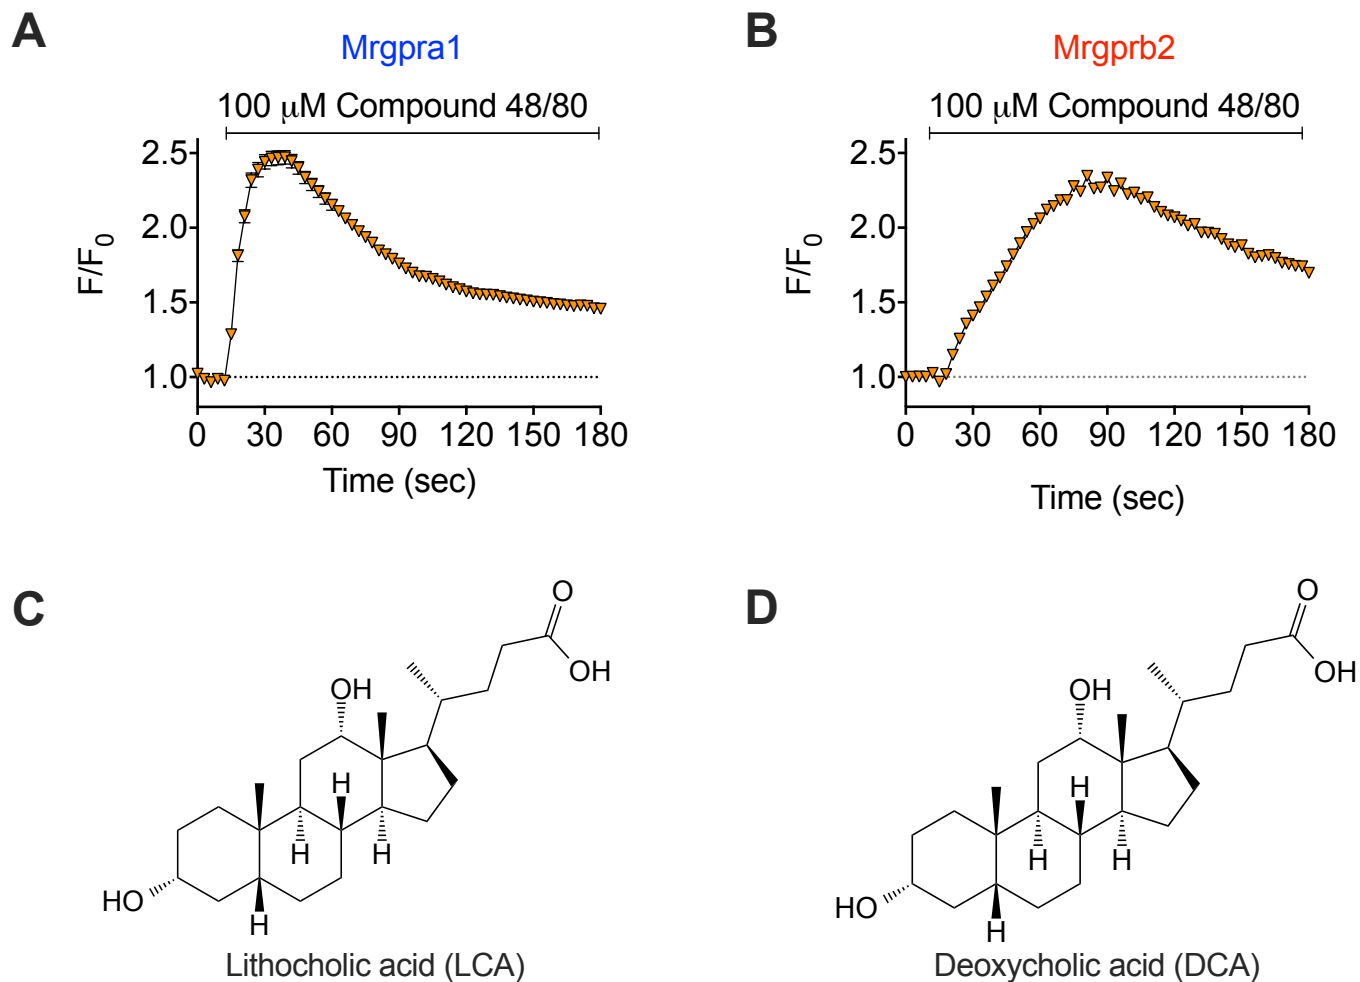 A
Mrgpra1
100 μM Compound 48/80
2.5
2.0
1.5
1.0
F/F0
0 30 60 90 120 150 180
Time (sec)
B
Mrgprb2
100 μM Compound 48/80
2.5
2.0
1.5
1.0
F/F0
0 30 60 90 120 150 180
Time (sec)
C
O
OH
OH
H
H
H
HO
H
Lithocholic acid (LCA)
D
O
OH
OH
H
H
H
HO
H
Deoxycholic acid (DCA)